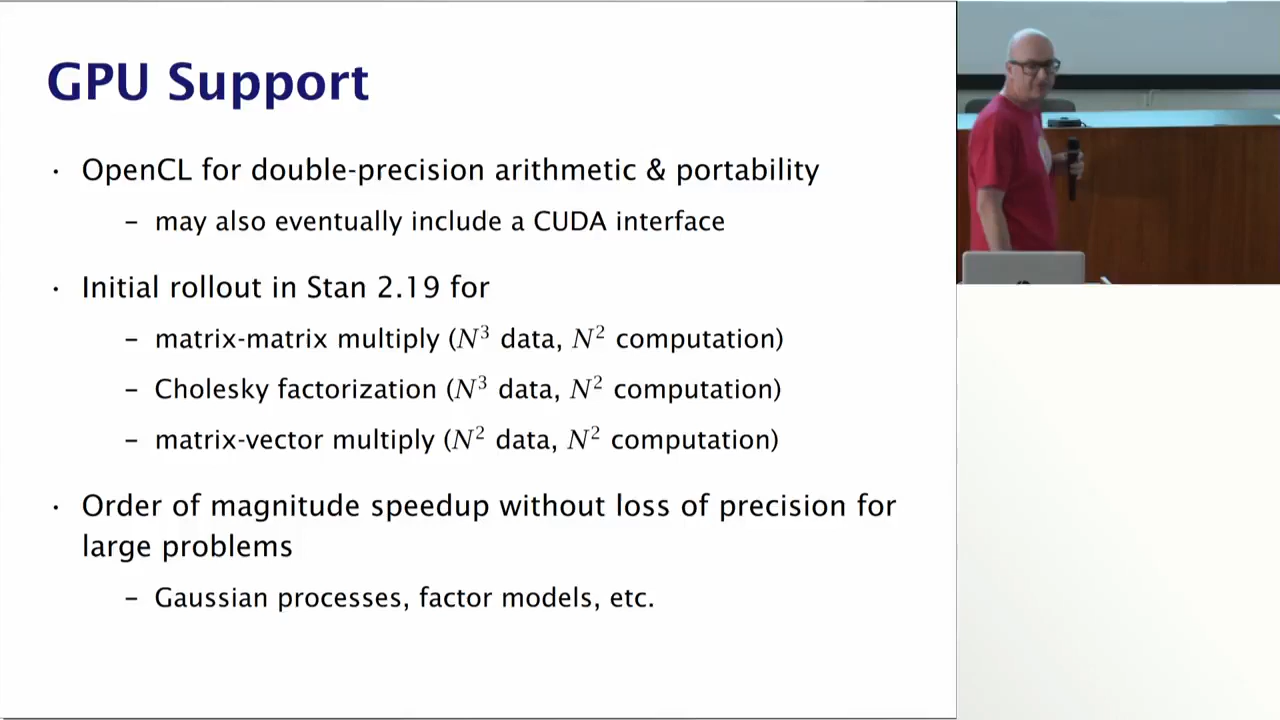 GPU Support
· OpenCL for double-precision arithmetic & portability
– may also eventually include a CUDA interface
· Initial rollout in Stan 2.19 for
– matrix-matrix multiply (N³ data, N² computation)
– Cholesky factorization (N³ data, N² computation)
– matrix-vector multiply (N² data, N² computation)
· Order of magnitude speedup without loss of precision for
large problems
– Gaussian processes, factor models, etc.